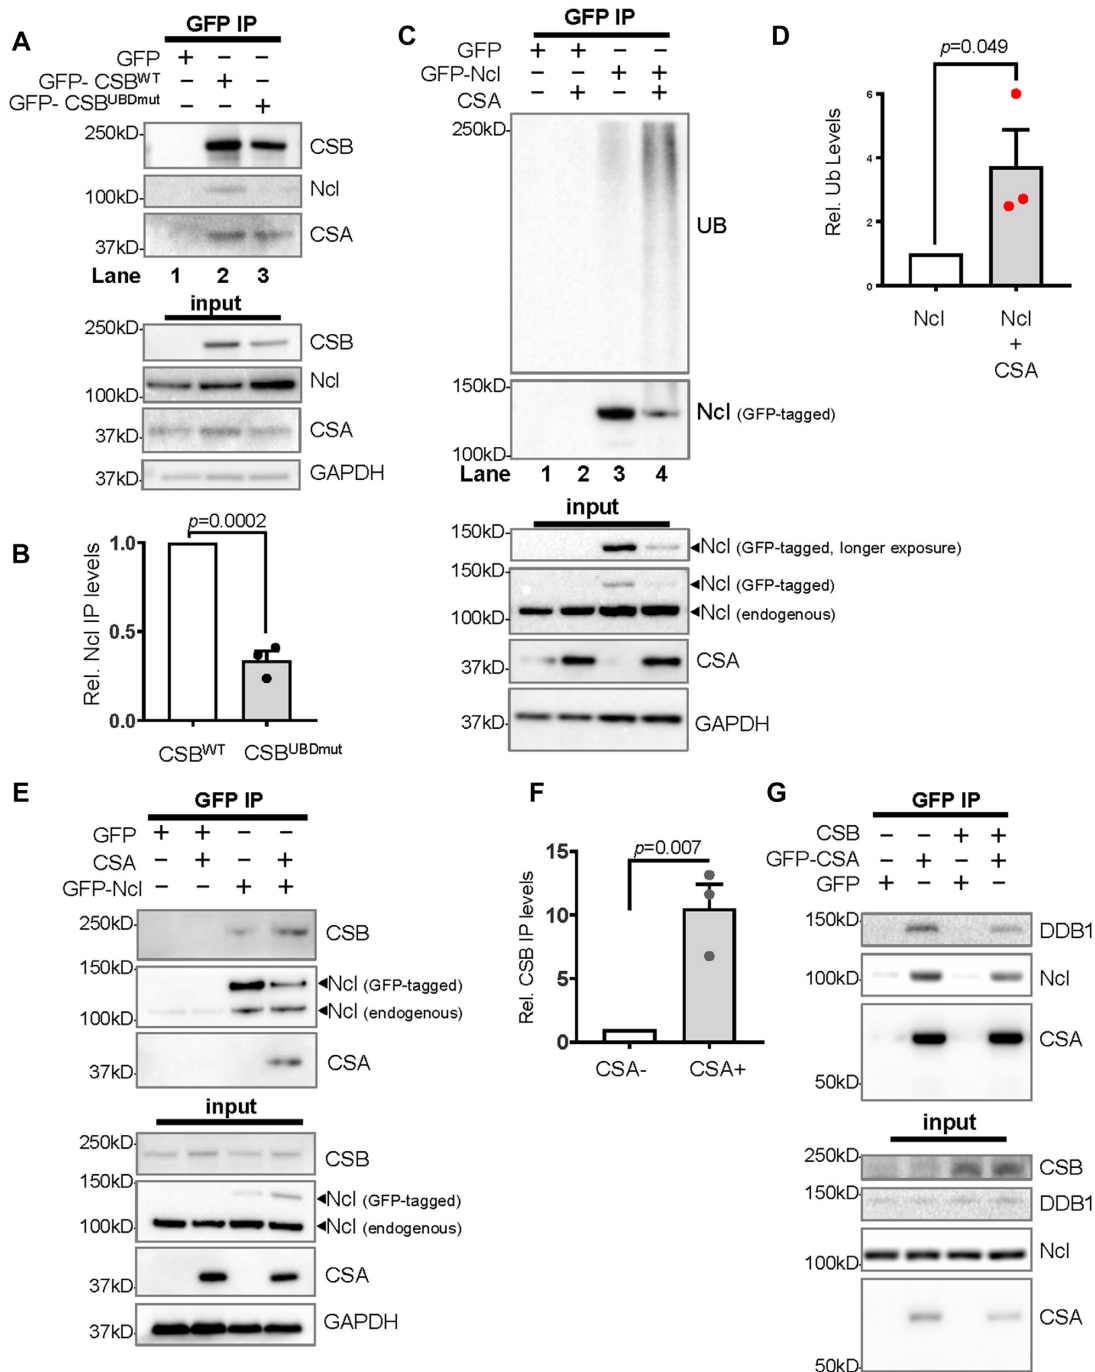 A
GFP IP
GFP + – –
GFP- CSBWT – + –
GFP- CSBUBDmut – – +
250kD
CSB
Ncl
100kD
CSA
37kD
Lane 1 2 3
input
250kD
CSB
Ncl
100kD
CSA
37kD
37kD
GAPDH
B
p=0.0002
Rel. Ncl IP levels
1.0
0.5
0.0
CSBWT CSBUBDmut
C
GFP IP
GFP + + – –
GFP-Ncl – – + +
CSA – + – +
250kD
UB
150kD
Ncl (GFP-tagged)
100kD
Lane 1 2 3 4
input
150kD
Ncl (GFP-tagged, longer exposure)
150kD
Ncl (GFP-tagged)
100kD
Ncl (endogenous)
CSA
37kD
37kD
GAPDH
D
p=0.049
Rel. Ub Levels
6
4
2
0
Ncl Ncl
+
CSA
E
GFP IP
GFP + + – –
CSA – + – +
GFP-Ncl – – + +
250kD
CSB
150kD
Ncl (GFP-tagged)
Ncl (endogenous)
100kD
CSA
37kD
input
250kD
CSB
150kD
Ncl (GFP-tagged)
100kD
Ncl (endogenous)
CSA
37kD
GAPDH
37kD
F
p=0.007
Rel. CSB IP levels
15
10
5
0
CSA- CSA+
G
GFP IP
CSB – – + +
GFP-CSA – + – +
GFP + – + –
150kD
DDB1
100kD
Ncl
CSA
50kD
input
250kD
CSB
150kD
DDB1
Ncl
100kD
CSA
50kD